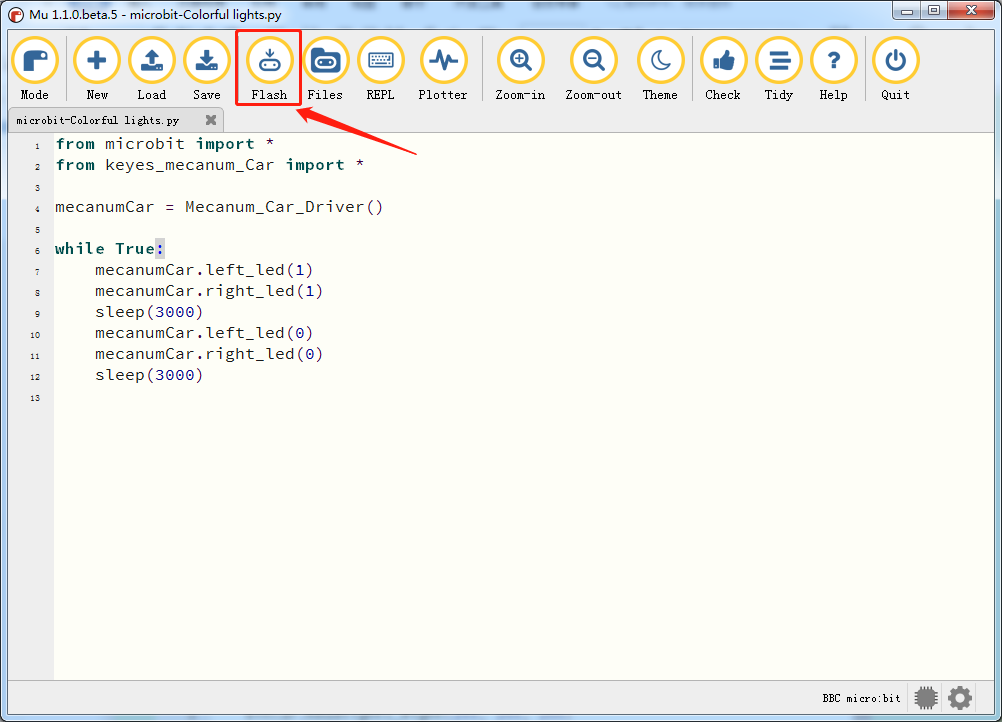 Mu 1.1.0.beta.5 - microbit-Colorful lights.py
Mode New Load Save Flash Files REPL Plotter Zoom-in Zoom-out Theme Check Tidy Help Quit
microbit-Colorful lights.py
1 from microbit import *
2 from keyes_mecanum_Car import *
3
4 mecanumCar = Mecanum_Car_Driver()
5
6 while True:
7     mecanumCar.left_led(1)
8     mecanumCar.right_led(1)
9     sleep(3000)
10     mecanumCar.left_led(0)
11     mecanumCar.right_led(0)
12     sleep(3000)
13
BBC micro:bit